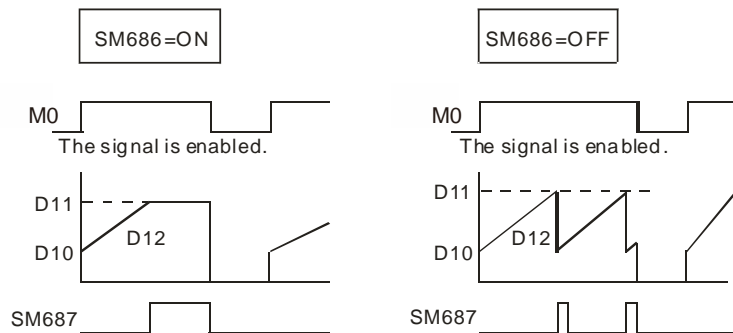 SM686=ON
M0
The signal is enabled.
D11
D10
D12
SM687
SM686=OFF
M0
The signal is enabled.
D11
D10
D12
SM687